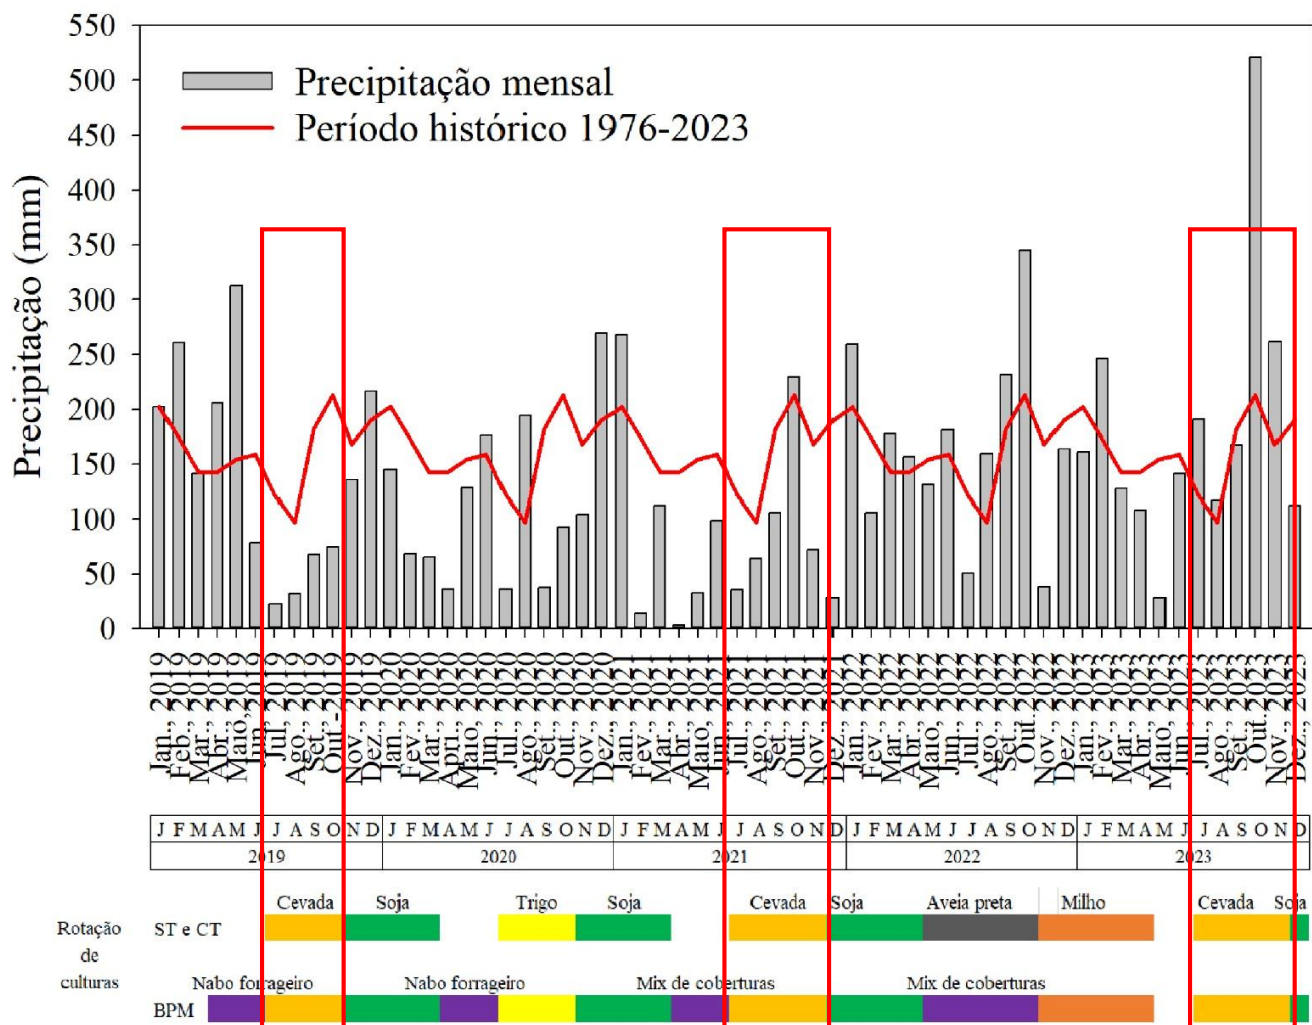 550
500
450
400
350
300
250
200
150
100
50
0
Precipitação (mm)
Precipitação mensal
Período histórico 1976-2023
Jan., 2019
Feb., 2019
Mar., 2019
Abr., 2019
Maio, 2019
Jun., 2019
Jul., 2019
Ago., 2019
Set., 2019
Out.- 2019
Nov., 2019
Dez., 2019
Jan., 2020
Fev., 2020
Mar., 2020
Apri., 2020
Maio, 2020
Jun., 2020
Jul., 2020
Ago., 2020
Set., 2020
Out., 2020
Nov., 2020
Dez., 2020
Jan., 2021
Fev., 2021
Mar., 2021
Abr., 2021
Maio, 2021
Jun., 2021
Jul., 2021
Ago., 2021
Set., 2021
Out., 2021
Nov., 2021
Dez., 2021
Jan., 2022
Fev., 2022
Mar., 2022
Abr., 2022
Maio, 2022
Jun., 2022
Jul., 2022
Ago., 2022
Set., 2022
Out. 2022
Nov., 2022
Dez., 2022
Jan., 2023
Fev., 2023
Mar., 2023
Abr., 2023
Maio, 2023
Jun., 2023
Jul., 2023
Ago., 2023
Set., 2023
Out. 2023
Nov., 2023
Dez., 2023
J F M A M J J A S O N D J F M A M J J A S O N D J F M A M J J A S O N D J F M A M J J A S O N D J F M A M J J A S O N D
2019 2020 2021 2022 2023
Cevada Soja Trigo Soja Cevada Soja Aveia preta Milho Cevada Soja
Rotação de culturas
ST e CT
Nabo forrageiro Nabo forrageiro Mix de coberturas Mix de coberturas
BPM